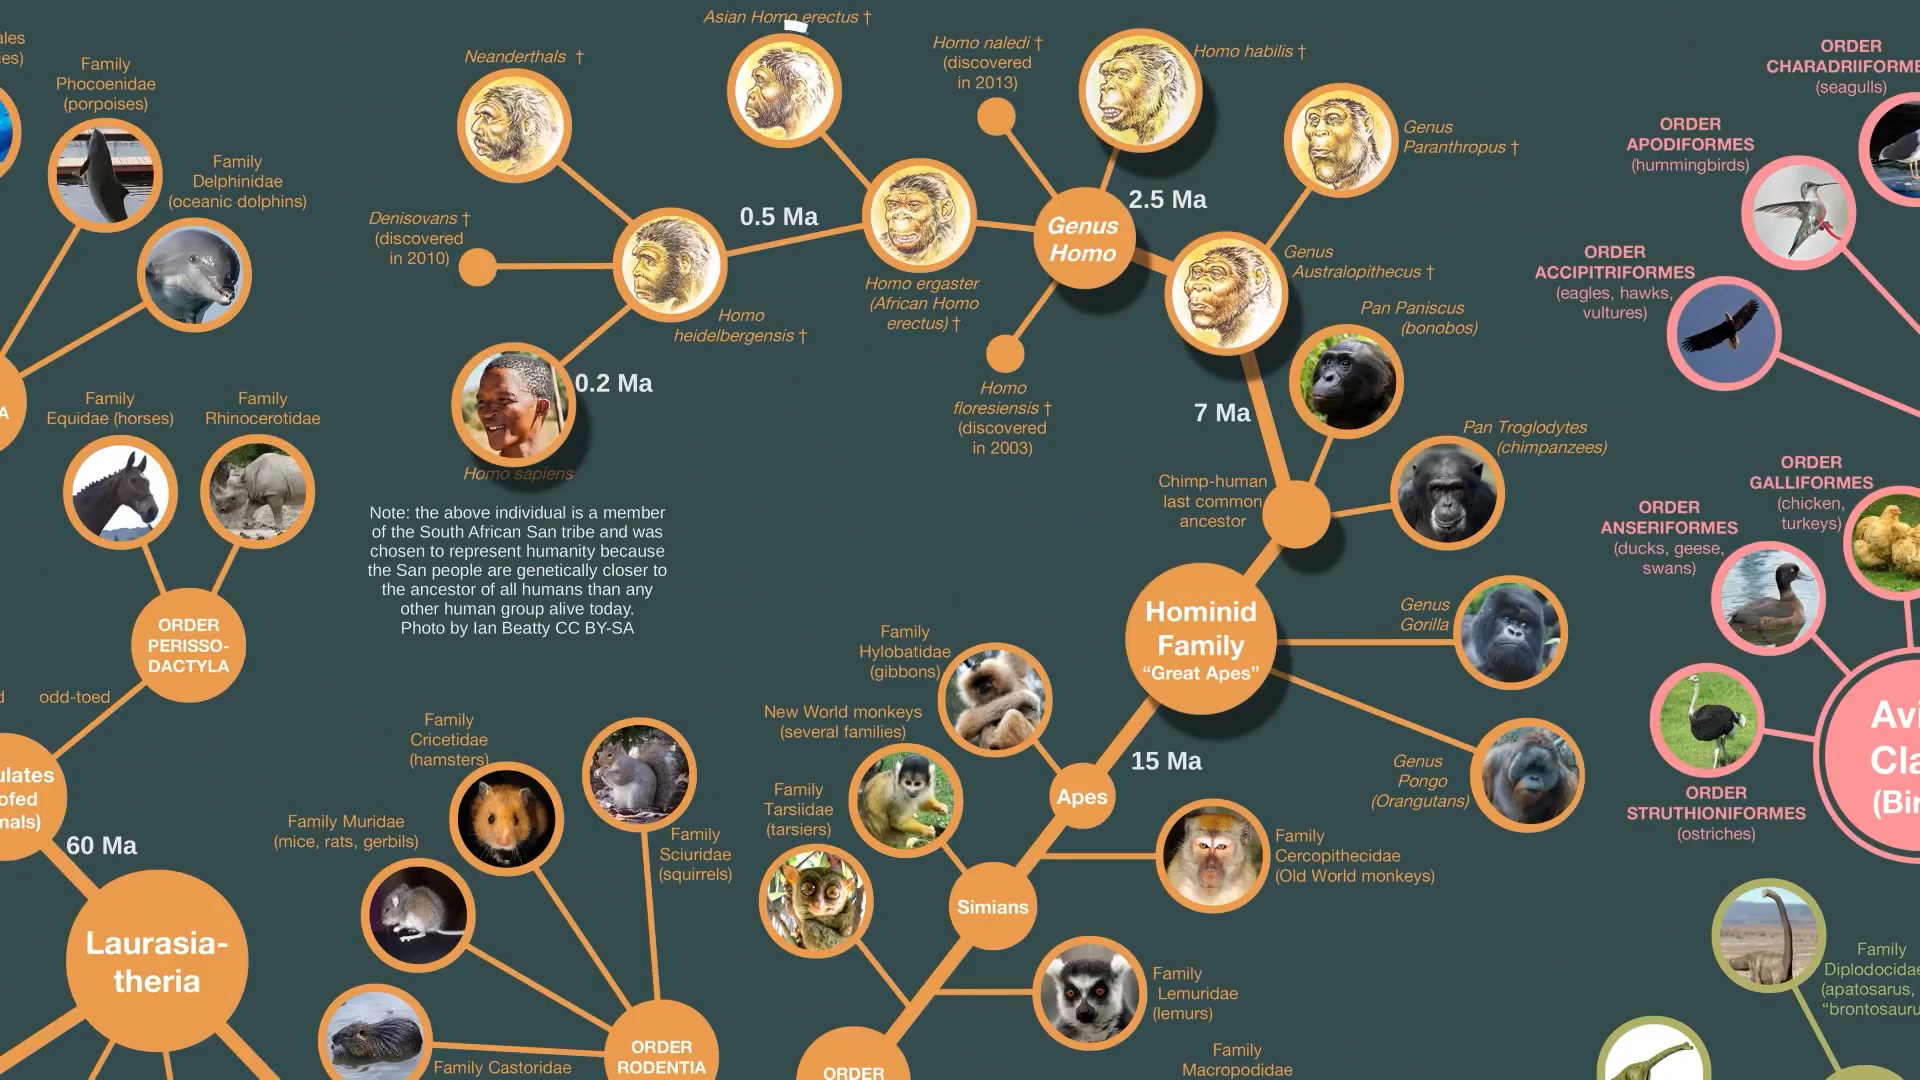 Asian Homo erectus †
Neanderthals †
Homo naledi †
(discovered
in 2013)
Homo habilis †
ORDER
(seagulls)
Family
Phocoenidae
(porpoises)
Genus
Paranthropus †
ORDER
APODIFORMES
(hummingbirds)
Family
Delphinidae
(oceanic dolphins)
Denisovans †
(discovered
in 2010)
0.5 Ma
2.5 Ma
Genus
Homo
Genus
Australopithecus †
ORDER
ACCIPITRIFORMES
(eagles, hawks,
vultures)
Homo ergaster
(African Homo
erectus) †
Homo
heidelbergensis †
Pan Paniscus
(bonobos)
0.2 Ma
Homo
floresiensis †
(discovered
in 2003)
7 Ma
Family
Equidae (horses)
Family
Rhinocerotidae
Pan Troglodytes
(chimpanzees)
Homo sapiens
Chimp-human
last common
ancestor
ORDER
GALLIFORMES
(chicken,
turkeys)
ORDER
ANSERIFORMES
(ducks, geese,
swans)
Note: the above individual is a member
of the South African San tribe and was
chosen to represent humanity because
the San people are genetically closer to
the ancestor of all humans than any
other human group alive today.
Photo by Ian Beatty CC BY-SA
ORDER
PERISSO-
DACTYLA
Hominid
Family
“Great Apes”
Genus
Gorilla
Family
Hylobatidae
(gibbons)
odd-toed
New World monkeys
(several families)
Family
Cricetidae
(hamsters)
15 Ma
Genus
Pongo
(Orangutans)
Apes
Family
Tarsiidae
(tarsiers)
ORDER
STRUTHIONIFORMES
(ostriches)
Family Muridae
(mice, rats, gerbils)
Family
Sciuridae
(squirrels)
Family
Cercopithecidae
(Old World monkeys)
60 Ma
Simians
Laurasia-
theria
Family
Lemuridae
(lemurs)
Family
Diplodocidae
(apatosaurus,
ORDER
RODENTIA
Family Castoridae
ORDER
Family
Macropodidae